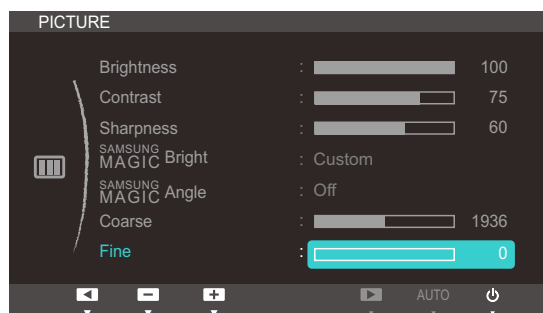 PICTURE
Brightness : 100
Contrast : 75
Sharpness : 60
SAMSUNG MAGIC Bright : Custom
SAMSUNG MAGIC Angle : Off
Coarse : 1936
Fine : 0
AUTO